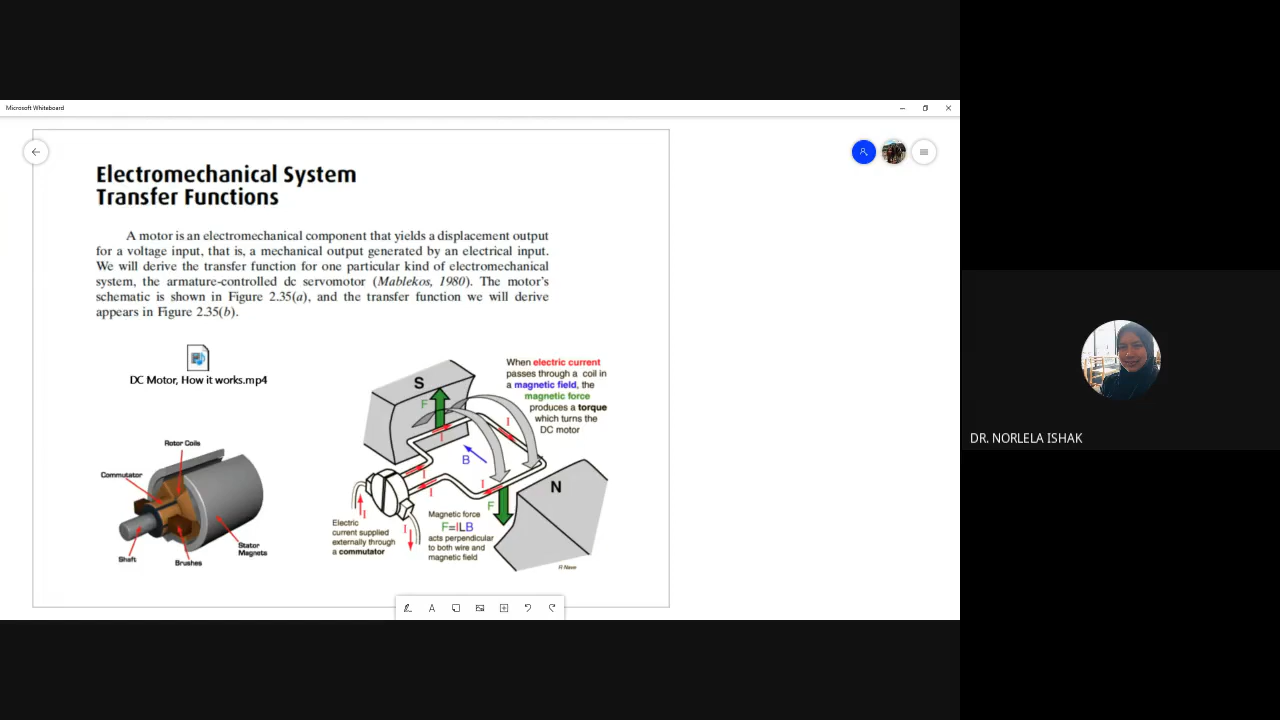 Microsoft Whiteboard
Electromechanical System
Transfer Functions
A motor is an electromechanical component that yields a displacement output
for a voltage input, that is, a mechanical output generated by an electrical input.
We will derive the transfer function for one particular kind of electromechanical
system, the armature-controlled dc servomotor (Mablekos, 1980). The motor's
schematic is shown in Figure 2.35(a), and the transfer function we will derive
appears in Figure 2.35(b).
DC Motor, How it works.mp4
Rotor Coils
Commutator
Shaft
Brushes
Stator
Magnets
When electric current
passes through a coil in
a magnetic field, the
magnetic force
produces a torque
which turns the
DC motor
S
F
I
I
B
I
I
I
F
N
I
I
Electric
current supplied
externally through
a commutator
Magnetic force
F=ILB
acts perpendicular
to both wire and
magnetic field
R·Nave
A
DR. NORLELA ISHAK